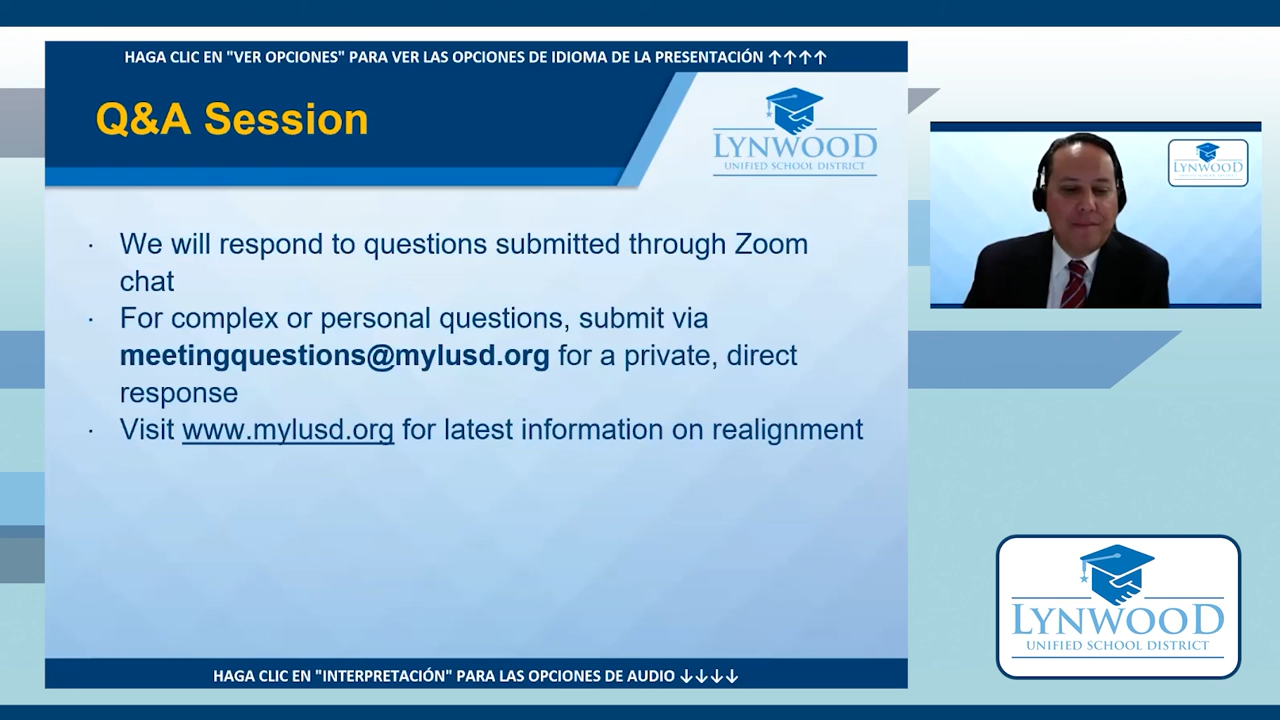 HAGA CLIC EN "VER OPCIONES" PARA VER LAS OPCIONES DE IDIOMA DE LA PRESENTACIÓN ↑↑↑↑
Q&A Session
LYNWOOD
UNIFIED SCHOOL DISTRICT
· We will respond to questions submitted through Zoom
chat
· For complex or personal questions, submit via
meetingquestions@mylusd.org for a private, direct
response
· Visit www.mylusd.org for latest information on realignment
HAGA CLIC EN "INTERPRETACIÓN" PARA LAS OPCIONES DE AUDIO ↓↓↓↓
LYNWOOD
UNIFIED SCHOOL DISTRICT
LYNWOOD
UNIFIED SCHOOL DISTRICT